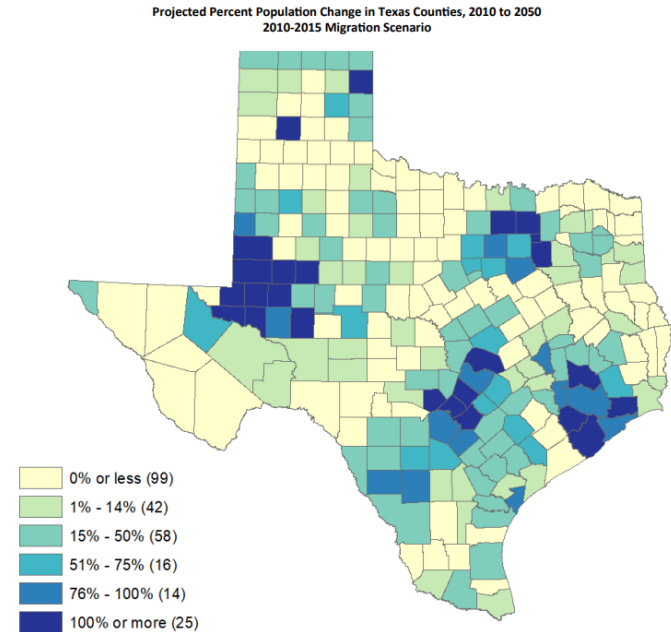 Projected Percent Population Change in Texas Counties, 2010 to 2050
2010-2015 Migration Scenario
0% or less (99)
1% - 14% (42)
15% - 50% (58)
51% - 75% (16)
76% - 100% (14)
100% or more (25)